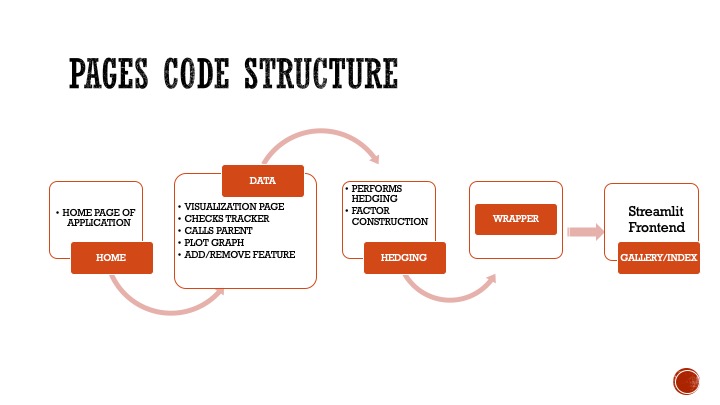 PAGES CODE STRUCTURE
• HOME PAGE OF
APPLICATION
HOME
DATA
• VISUALIZATION PAGE
• CHECKS TRACKER
• CALLS PARENT
• PLOT GRAPH
• ADD/REMOVE FEATURE
• PERFORMS
HEDGING
• FACTOR
CONSTRUCTION
HEDGING
WRAPPER
Streamlit
Frontend
GALLERY/INDEX